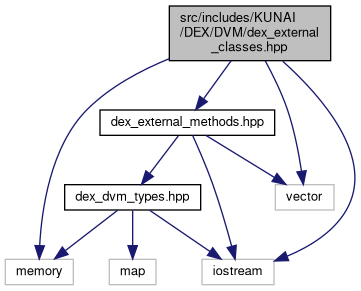 src/includes/KUNAI
/DEX/DVM/dex_external
_classes.hpp
dex_external_methods.hpp
dex_dvm_types.hpp
vector
memory
map
iostream